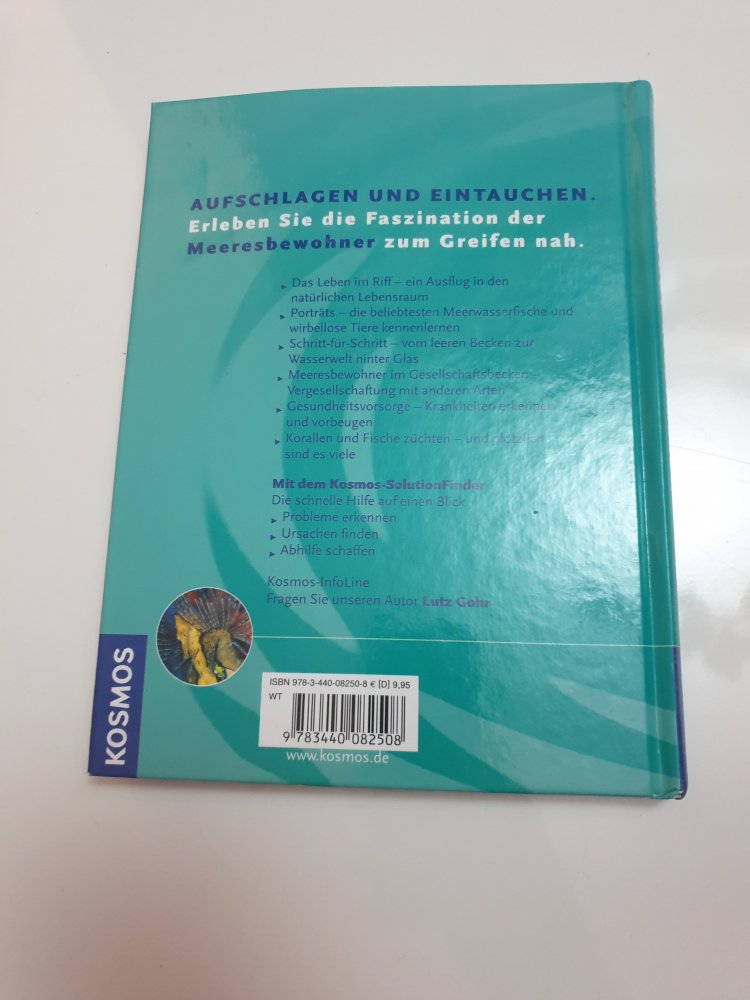 AUFSCHLAGEN UND EINTAUCHEN.
Erleben Sie die Faszination der
Meeresbewohner zum Greifen nah.
▸ Das Leben im Riff – ein Ausflug in den
natürlichen Lebensraum
▸ Porträts – die beliebtesten Meerwasserfische und
wirbellose Tiere kennenlernen
▸ Schritt-für-Schritt – vom leeren Becken zur
Wasserwelt hinter Glas
▸ Meeresbewohner im Gesellschaftsbecken –
Vergesellschaftung mit anderen Arten
▸ Gesundheitsvorsorge – Krankheiten erkennen
und vorbeugen
▸ Korallen und Fische züchten – und plötzlich
sind es viele
Mit dem Kosmos-SolutionFinder
Die schnelle Hilfe auf einen Blick
▸ Probleme erkennen
▸ Ursachen finden
▸ Abhilfe schaffen
Kosmos-InfoLine
Fragen Sie unseren Autor Lutz Gohr
KOSMOS
ISBN 978-3-440-08250-8 € [D] 9,95
WT
9 783440 082508
www.kosmos.de